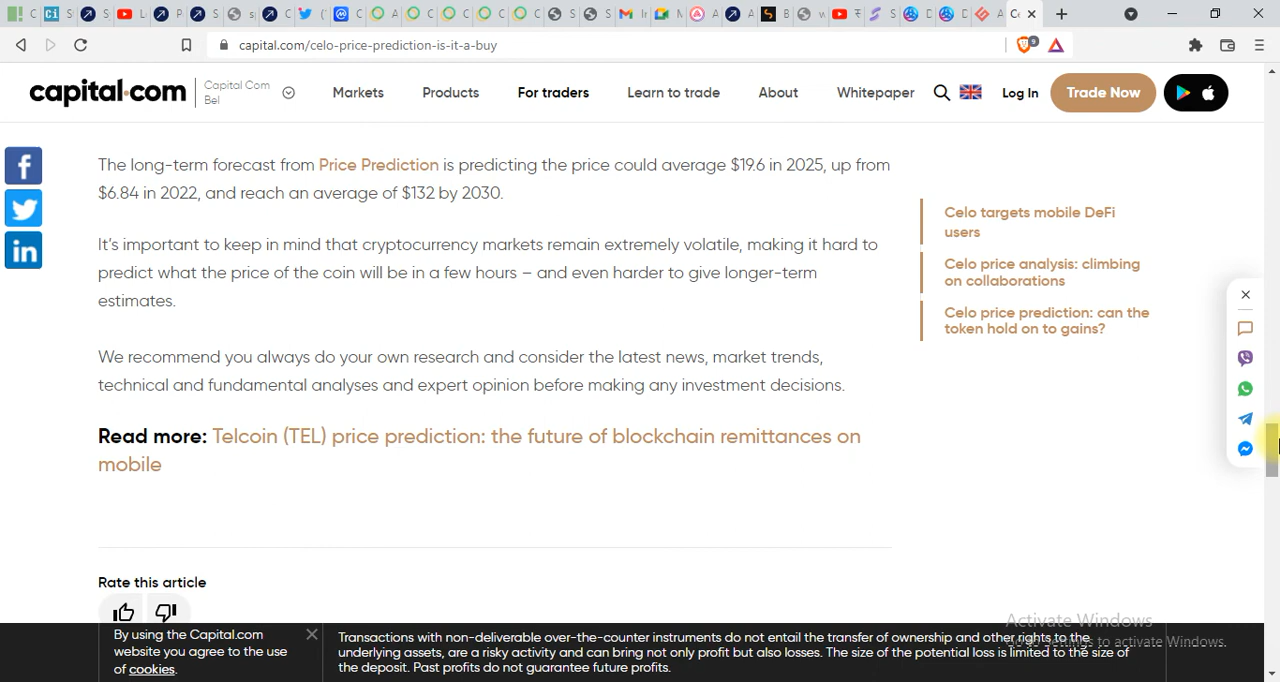 capital.com/celo-price-prediction-is-it-a-buy
9
capital.com
Capital Com
Bel
Markets
Products
For traders
Learn to trade
About
Whitepaper
Log In
Trade Now
The long-term forecast from Price Prediction is predicting the price could average $19.6 in 2025, up from
$6.84 in 2022, and reach an average of $132 by 2030.
It's important to keep in mind that cryptocurrency markets remain extremely volatile, making it hard to
predict what the price of the coin will be in a few hours – and even harder to give longer-term
estimates.
We recommend you always do your own research and consider the latest news, market trends,
technical and fundamental analyses and expert opinion before making any investment decisions.
Read more: Telcoin (TEL) price prediction: the future of blockchain remittances on
mobile
Celo targets mobile DeFi
users
Celo price analysis: climbing
on collaborations
Celo price prediction: can the
token hold on to gains?
Rate this article
By using the Capital.com
website you agree to the use
of cookies.
Transactions with non-deliverable over-the-counter instruments do not entail the transfer of ownership and other rights to the
underlying assets, are a risky activity and can bring not only profit but also losses. The size of the potential loss is limited to the size of
the deposit. Past profits do not guarantee future profits.
Activate Windows
Go to Settings to activate Windows.